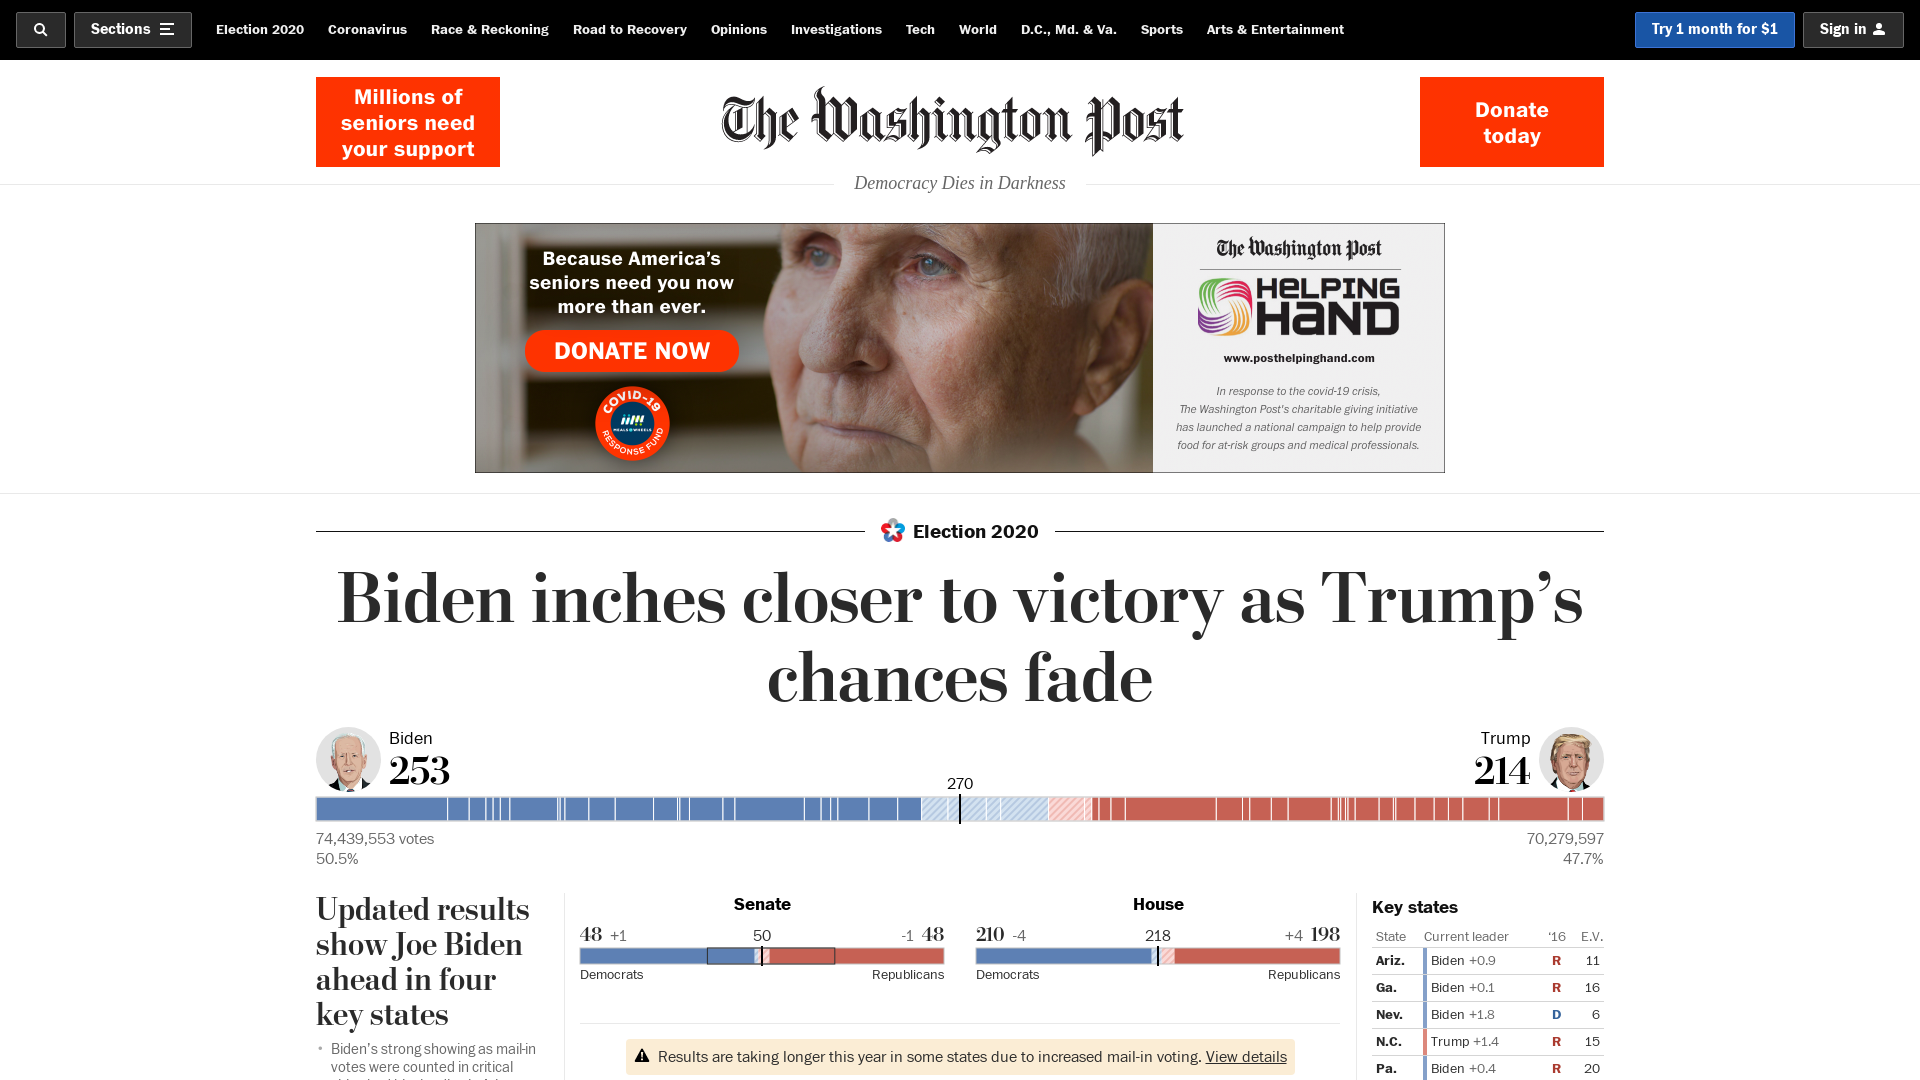 Sections
Election 2020
Coronavirus
Race & Reckoning
Road to Recovery
Opinions
Investigations
Tech
World
D.C., Md. & Va.
Sports
Arts & Entertainment
Try 1 month for $1
Sign in
Millions of
seniors need
your support
The Washington Post
Donate
today
Democracy Dies in Darkness
Because America’s
seniors need you now
more than ever.
DONATE NOW
COVID-19
MEALS ON WHEELS
RESPONSE FUND
The Washington Post
HELPING
HAND
www.posthelpinghand.com
In response to the covid-19 crisis,
The Washington Post's charitable giving initiative
has launched a national campaign to help provide
food for at-risk groups and medical professionals.
Election 2020
Biden inches closer to victory as Trump’s
chances fade
Biden
253
270
Trump
214
74,439,553 votes
50.5%
70,279,597
47.7%
Updated results
show Joe Biden
ahead in four
key states
• Biden’s strong showing as mail-in
votes were counted in critical
Senate
48 +1
50
-1 48
Democrats
Republicans
House
210 -4
218
+4 198
Democrats
Republicans
Results are taking longer this year in some states due to increased mail-in voting. View details
Key states
State Current leader ‘16 E.V.
Ariz. Biden +0.9 R 11
Ga. Biden +0.1 R 16
Nev. Biden +1.8 D 6
N.C. Trump +1.4 R 15
Pa. Biden +0.4 R 20